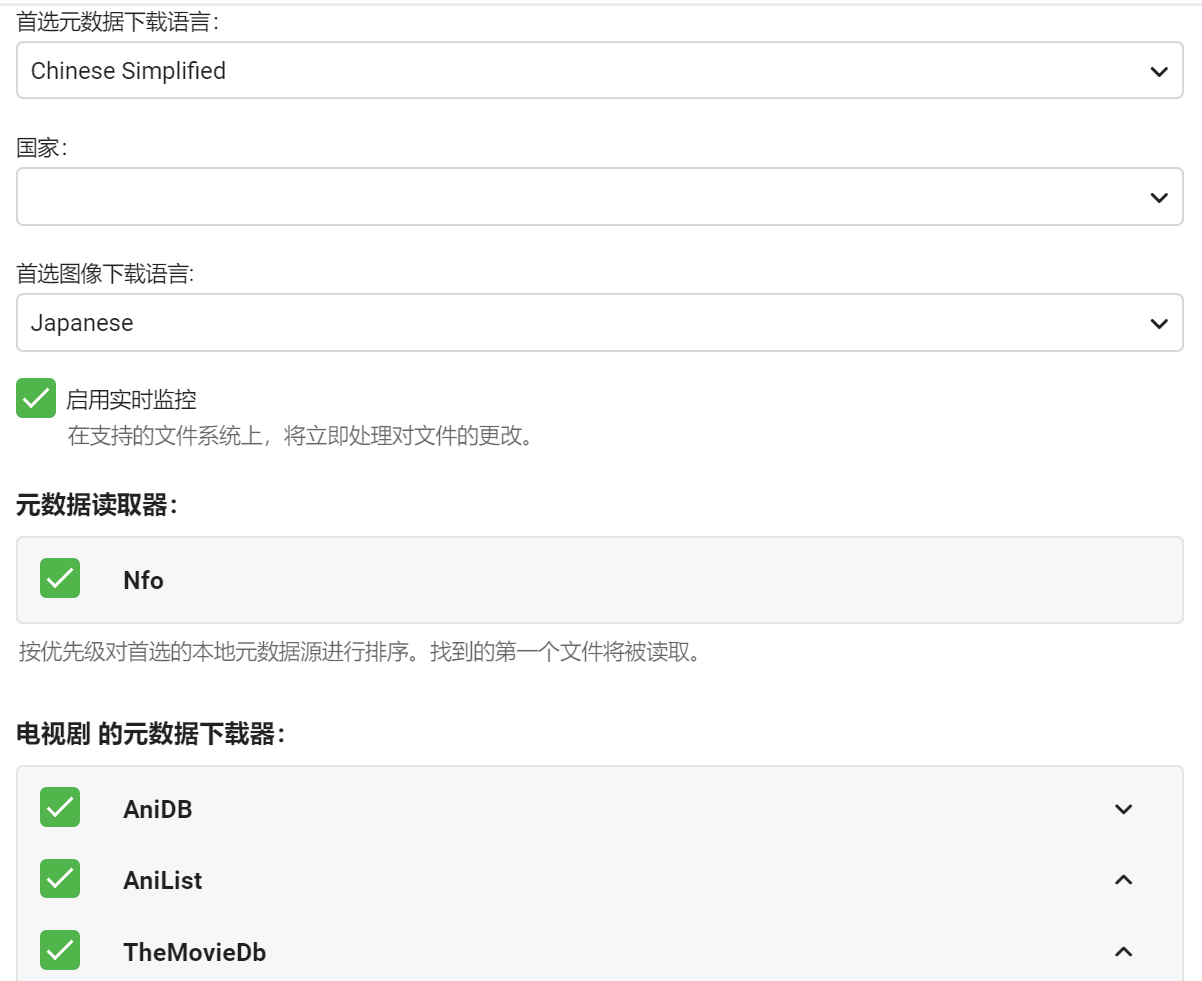 首选元数据下载语言：
Chinese Simplified
国家：
首选图像下载语言:
Japanese
启用实时监控
在支持的文件系统上，将立即处理对文件的更改。
元数据读取器：
Nfo
按优先级对首选的本地元数据源进行排序。找到的第一个文件将被读取。
电视剧 的元数据下载器：
AniDB
AniList
TheMovieDb